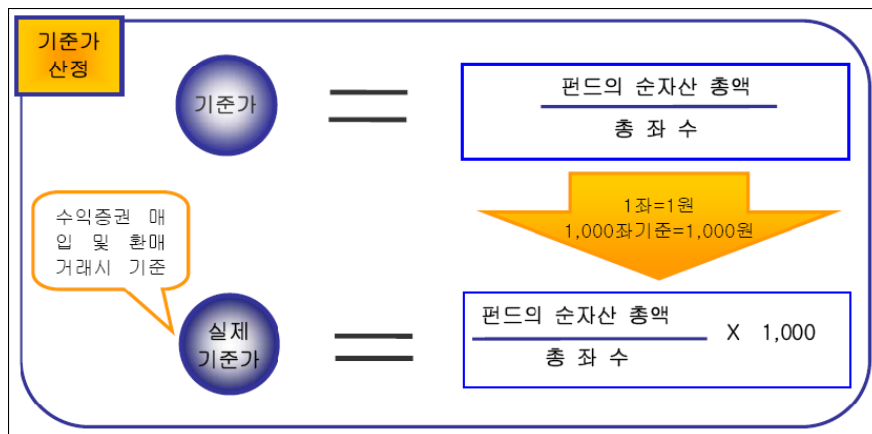 기준가
산정
기준가
펀드의 순자산 총액
총 좌 수
1좌=1원
1,000좌기준=1,000원
수익증권 매
입 및 환매
거래시 기준
실제
기준가
펀드의 순자산 총액
총 좌 수
X 1,000